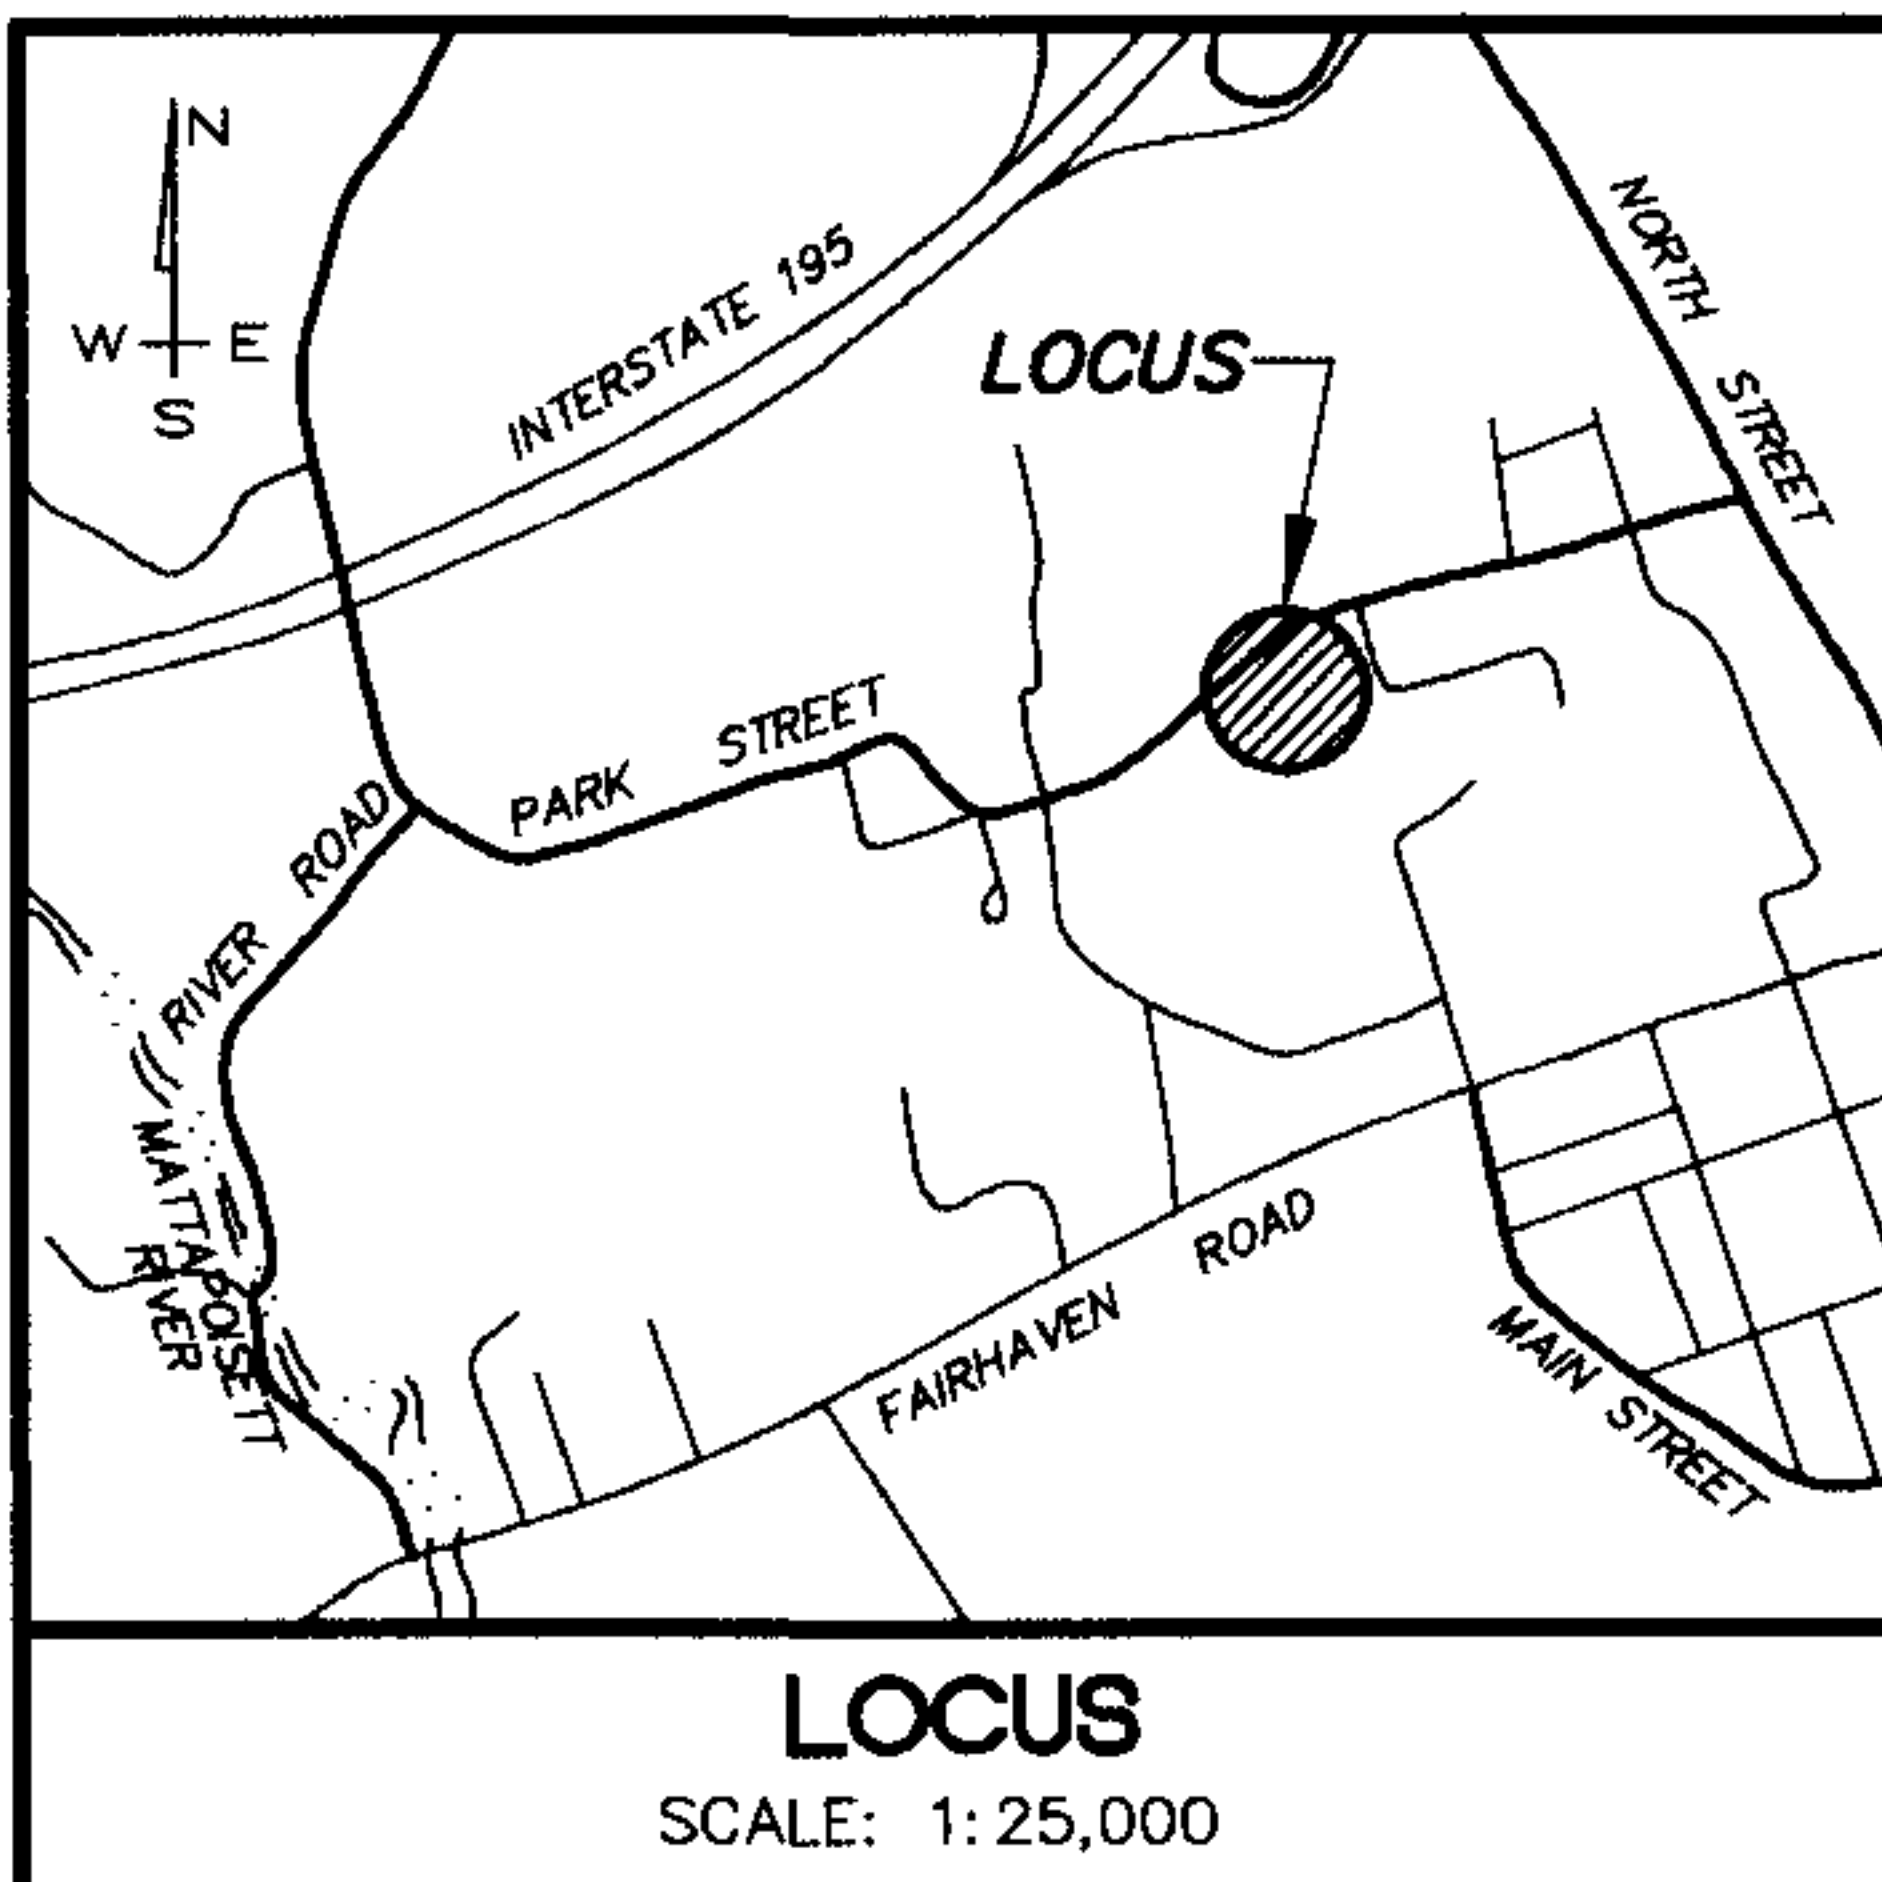 N
W E
S
INTERSTATE 195
NORTH STREET
LOCUS
PARK STREET
RIVER ROAD
MATTAPOISETT
RIVER
FAIRHAVEN ROAD
MAIN STREET
LOCUS
SCALE: 1:25,000